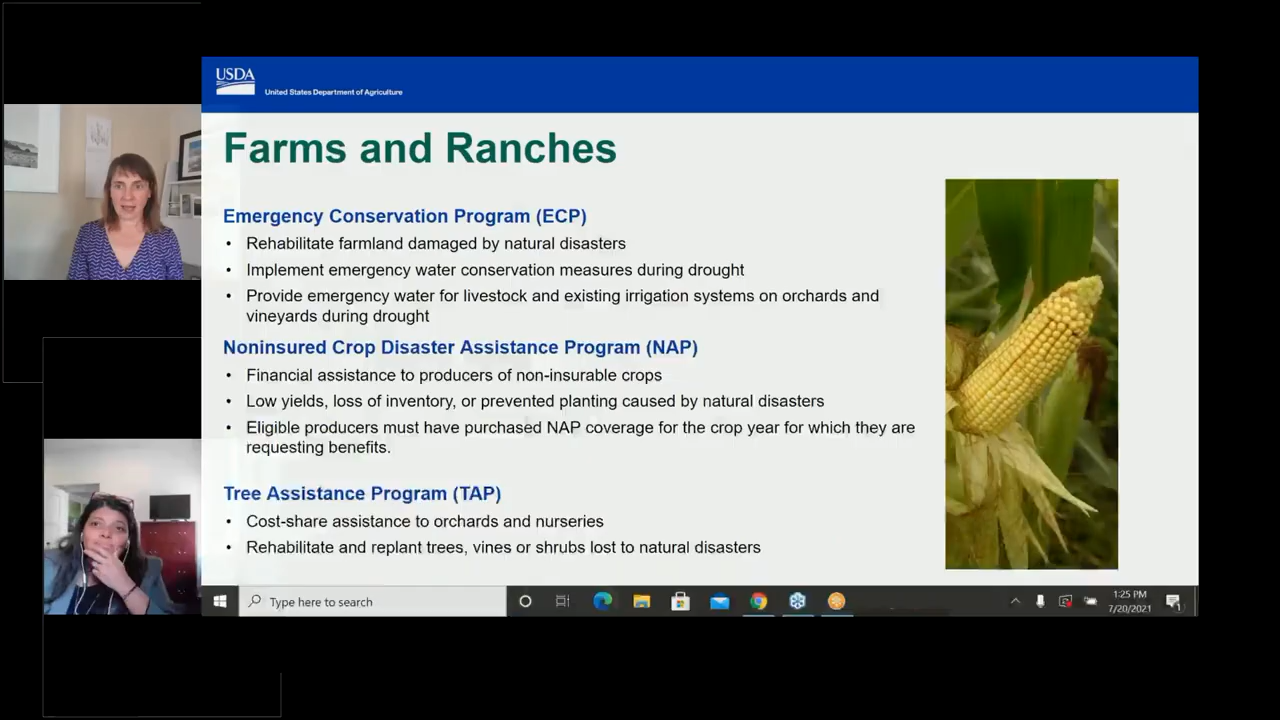 USDA
United States Department of Agriculture
Farms and Ranches
Emergency Conservation Program (ECP)
• Rehabilitate farmland damaged by natural disasters
• Implement emergency water conservation measures during drought
• Provide emergency water for livestock and existing irrigation systems on orchards and
vineyards during drought
Noninsured Crop Disaster Assistance Program (NAP)
• Financial assistance to producers of non-insurable crops
• Low yields, loss of inventory, or prevented planting caused by natural disasters
• Eligible producers must have purchased NAP coverage for the crop year for which they are
requesting benefits.
Tree Assistance Program (TAP)
• Cost-share assistance to orchards and nurseries
• Rehabilitate and replant trees, vines or shrubs lost to natural disasters
Type here to search
1:25 PM
7/20/2021
1